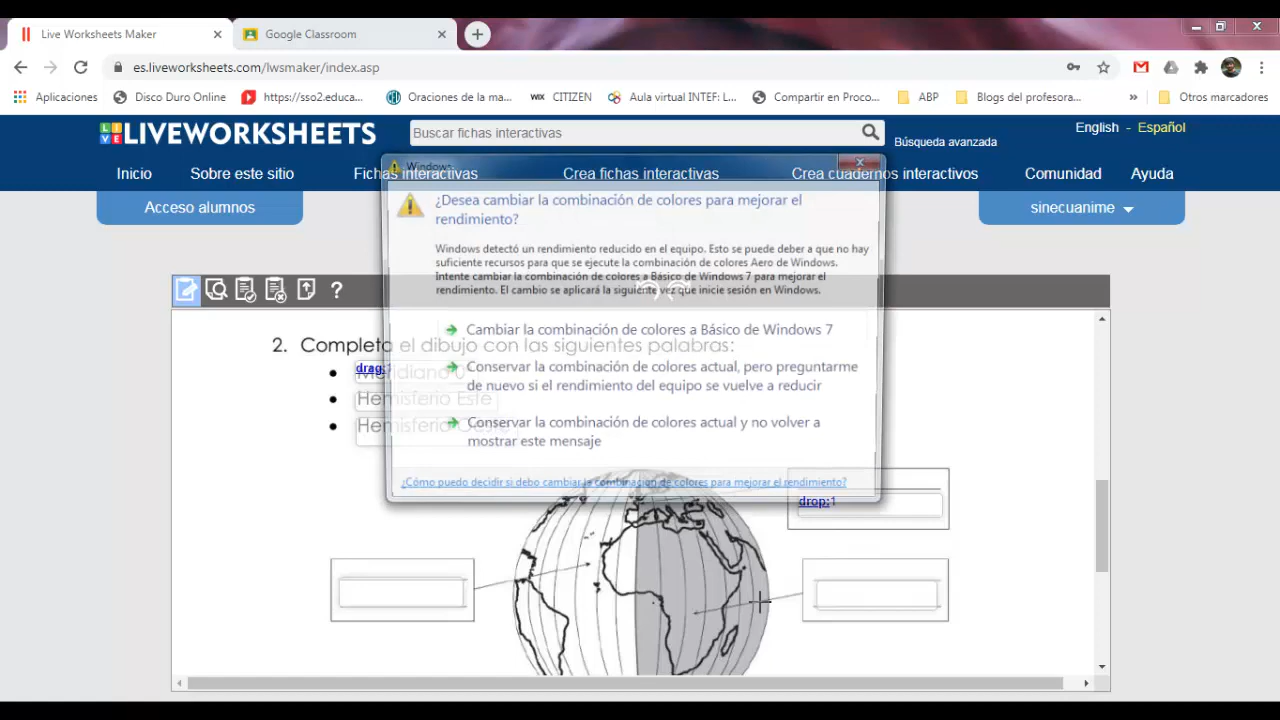 Live Worksheets Maker
Google Classroom
es.liveworksheets.com/lwsmaker/index.asp
Aplicaciones
Disco Duro Online
https://sso2.educa...
Oraciones de la ma...
WIX CITIZEN
Aula virtual INTEF: L...
Compartir en Proco...
ABP
Blogs del profesora...
»
Otros marcadores
LIVE LIVEWORKSHEETS
Buscar fichas interactivas
Búsqueda avanzada
English - Español
Inicio
Sobre este sitio
Fichas interactivas
Crea fichas interactivas
Crea cuadernos interactivos
Comunidad
Ayuda
Acceso alumnos
sinecuanime
Windows
¿Desea cambiar la combinación de colores para mejorar el
rendimiento?
Windows detectó un rendimiento reducido en el equipo. Esto se puede deber a que no hay
suficiente recursos para que se ejecute la combinación de colores Aero de Windows.
Intente cambiar la combinación de colores a Básico de Windows 7 para mejorar el
rendimiento. El cambio se aplicará la siguiente vez que inicie sesión en Windows.
Cambiar la combinación de colores a Básico de Windows 7
Conservar la combinación de colores actual, pero preguntarme
de nuevo si el rendimiento del equipo se vuelve a reducir
Conservar la combinación de colores actual y no volver a
mostrar este mensaje
¿Cómo puedo decidir si debo cambiar la combinación de colores para mejorar el rendimiento?
?
2. Completa el dibujo con las siguientes palabras:
drag:
Meridiano 0
Hemisferio Este
Hemisferio Oeste
drop:1